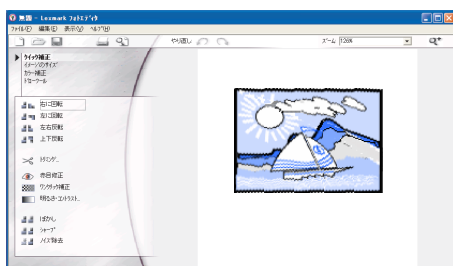 無題 - Lexmark フォトエディタ
ファイル(F) 編集(E) 表示(V) ヘルプ(H)
やり直し
ズーム 126%
クイック補正
イメージのサイズ
カラー補正
ドローツール
右に回転
左に回転
左右反転
上下反転
トリミング...
赤目修正
ワンタッチ補正
明るさ-コントラスト...
ぼかし
シャープ
ノイズ除去